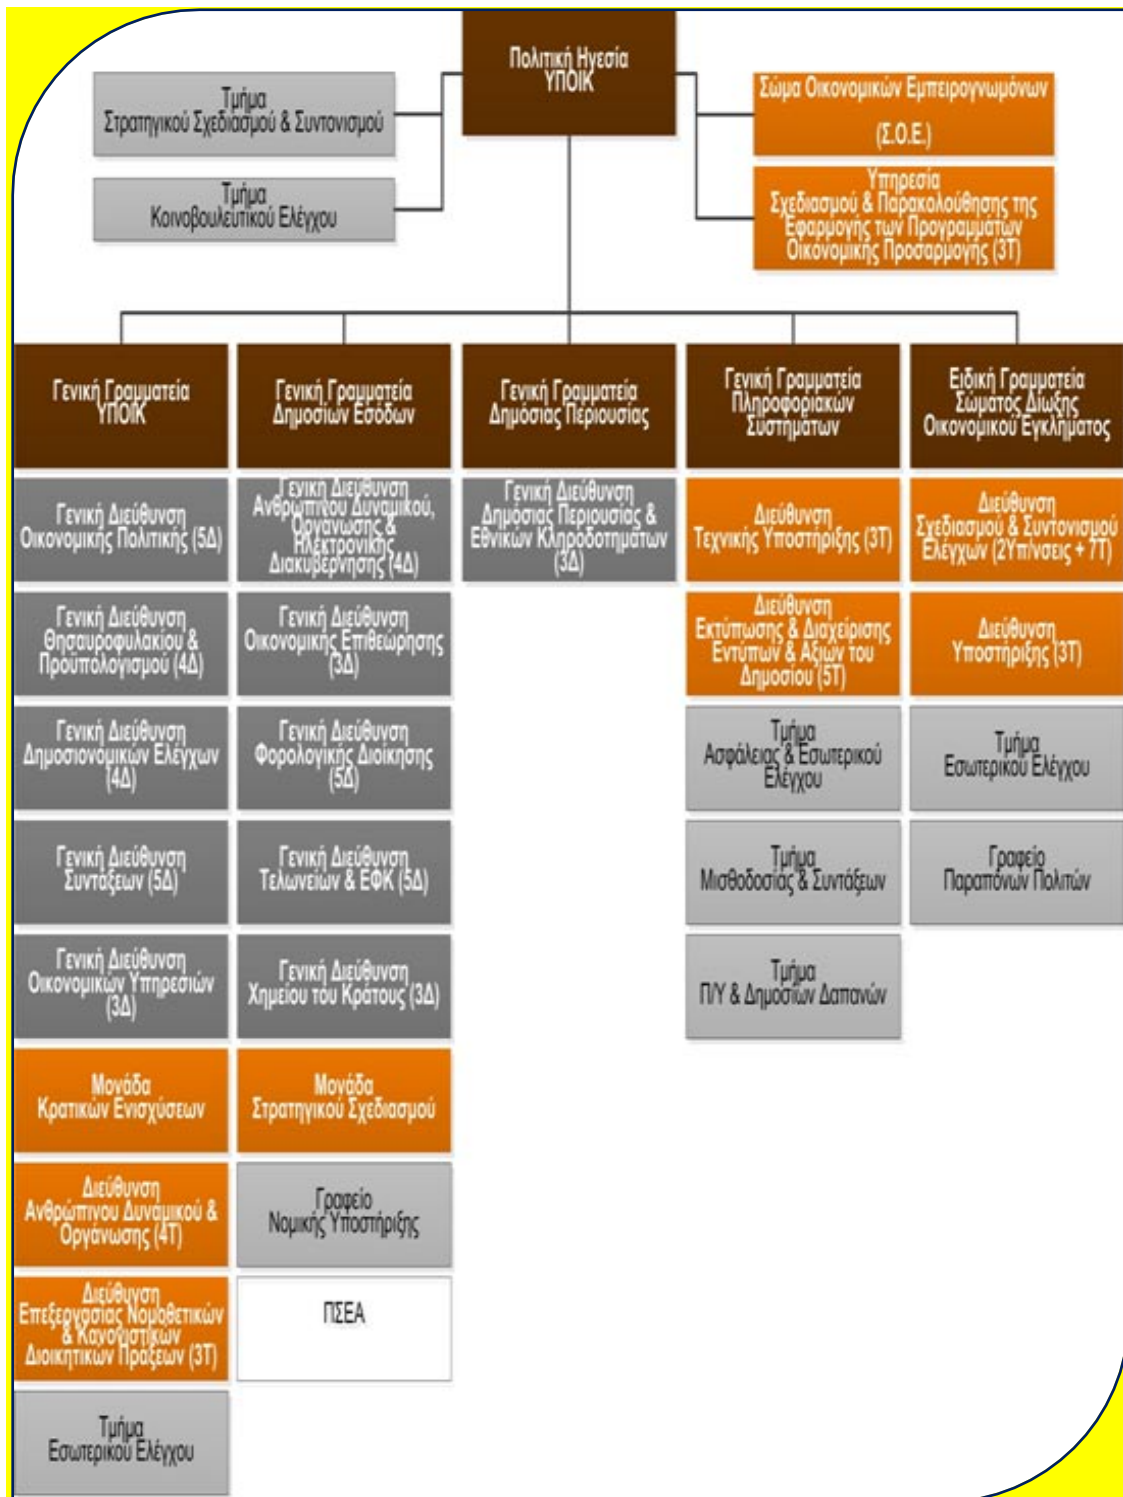 Πολιτική Ηγεσία
ΥΠΟΙΚ
Τμήμα
Στρατηγικού Σχεδιασμού & Συντονισμού
Τμήμα
Κοινοβουλευτικού Ελέγχου
Σώμα Οικονομικών Εμπειρογνωμόνων
(Σ.Ο.Ε.)
Υπηρεσία
Σχεδιασμού & Παρακολούθησης της
Εφαρμογής των Προγραμμάτων
Οικονομικής Προσαρμογής (3Τ)
Γενική Γραμματεία
ΥΠΟΙΚ
Γενική Διεύθυνση
Οικονομικής Πολιτικής (5Δ)
Γενική Διεύθυνση
Θησαυροφυλακίου &
Προϋπολογισμού (4Δ)
Γενική Διεύθυνση
Δημοσιονομικών Ελέγχων
(4Δ)
Γενική Διεύθυνση
Συντάξεων (5Δ)
Γενική Διεύθυνση
Οικονομικών Υπηρεσιών
(3Δ)
Μονάδα
Κρατικών Ενισχύσεων
Διεύθυνση
Ανθρώπινου Δυναμικού &
Οργάνωσης (4Τ)
Διεύθυνση
Επεξεργασίας Νομοθετικών
& Κανονιστικών
Διοικητικών Πράξεων (3Τ)
Τμήμα
Εσωτερικού Ελέγχου
Γενική Γραμματεία
Δημοσίων Εσόδων
Γενική Διεύθυνση
Ανθρώπινου Δυναμικού,
Οργάνωσης &
Ηλεκτρονικής
Διακυβέρνησης (4Δ)
Γενική Διεύθυνση
Οικονομικής Επιθεώρησης
(3Δ)
Γενική Διεύθυνση
Φορολογικής Διοίκησης
(5Δ)
Γενική Διεύθυνση
Τελωνείων & ΕΦΚ (5Δ)
Γενική Διεύθυνση
Χημείου του Κράτους (3Δ)
Μονάδα
Στρατηγικού Σχεδιασμού
Γραφείο
Νομικής Υποστήριξης
ΠΣΕΑ
Γενική Γραμματεία
Δημόσιας Περιουσίας
Γενική Διεύθυνση
Δημόσιας Περιουσίας &
Εθνικών Κληροδοτημάτων
(3Δ)
Γενική Γραμματεία
Πληροφοριακών
Συστημάτων
Διεύθυνση
Τεχνικής Υποστήριξης (3Τ)
Διεύθυνση
Εκτύπωσης & Διαχείρισης
Εντύπων & Αξιών του
Δημοσίου (5Τ)
Τμήμα
Ασφάλειας & Εσωτερικού
Ελέγχου
Τμήμα
Μισθοδοσίας & Συντάξεων
Τμήμα
Π/Υ & Δημοσίων Δαπανών
Ειδική Γραμματεία
Σώματος Δίωξης
Οικονομικού Εγκλήματος
Διεύθυνση
Σχεδιασμού & Συντονισμού
Ελέγχων (2Υπ/νσεις + 7Τ)
Διεύθυνση
Υποστήριξης (3Τ)
Τμήμα
Εσωτερικού Ελέγχου
Γραφείο
Παραπόνων Πολιτών